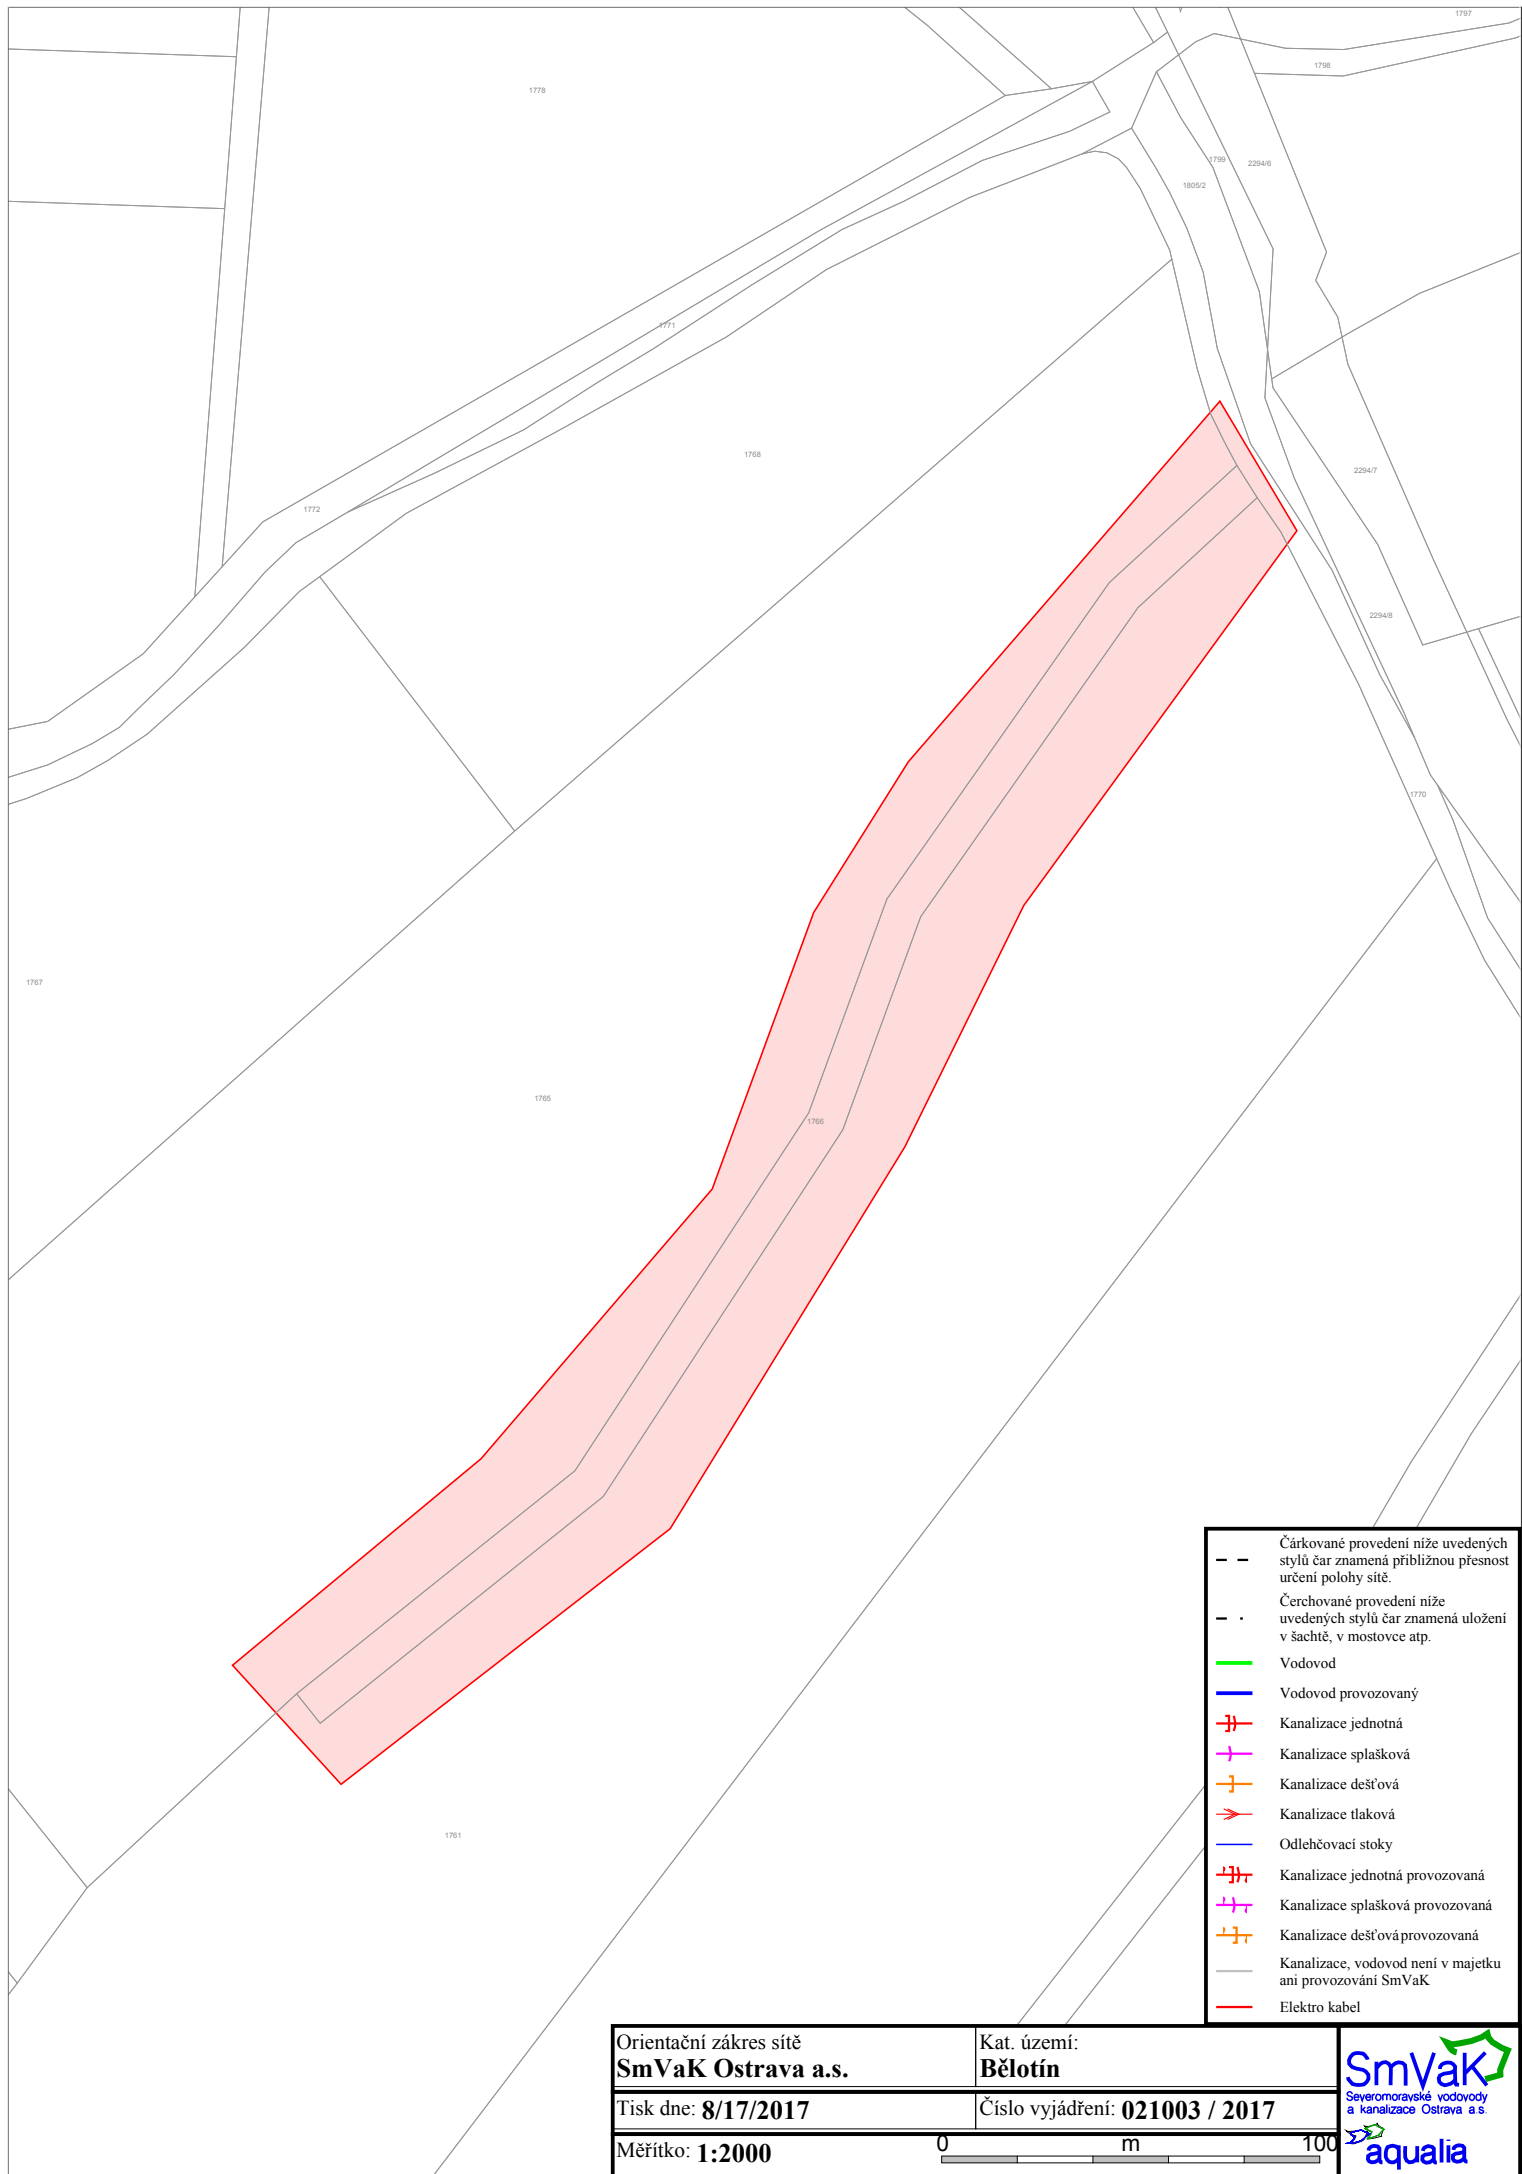 1797
1798
1778
1799
2294/6
1805/2
1771
1768
2294/7
1772
2294/8
1770
1767
1765
1766
1761
Čárkované provedení níže uvedených
stylů čar znamená přibližnou přesnost
určení polohy sítě.
Čerchované provedení níže
uvedených stylů čar znamená uložení
v šachtě, v mostovce atp.
Vodovod
Vodovod provozovaný
Kanalizace jednotná
Kanalizace splašková
Kanalizace dešťová
Kanalizace tlaková
Odlehčovací stoky
Kanalizace jednotná provozovaná
Kanalizace splašková provozovaná
Kanalizace dešťová provozovaná
Kanalizace, vodovod není v majetku
ani provozování SmVaK
Elektro kabel
Orientační zákres sítě
SmVaK Ostrava a.s.
Kat. území:
Bělotín
Tisk dne: 8/17/2017
Číslo vyjádření: 021003 / 2017
Měřítko: 1:2000
0 m 100
SmVaK
Severomoravské vodovody
a kanalizace Ostrava a.s.
aqualia